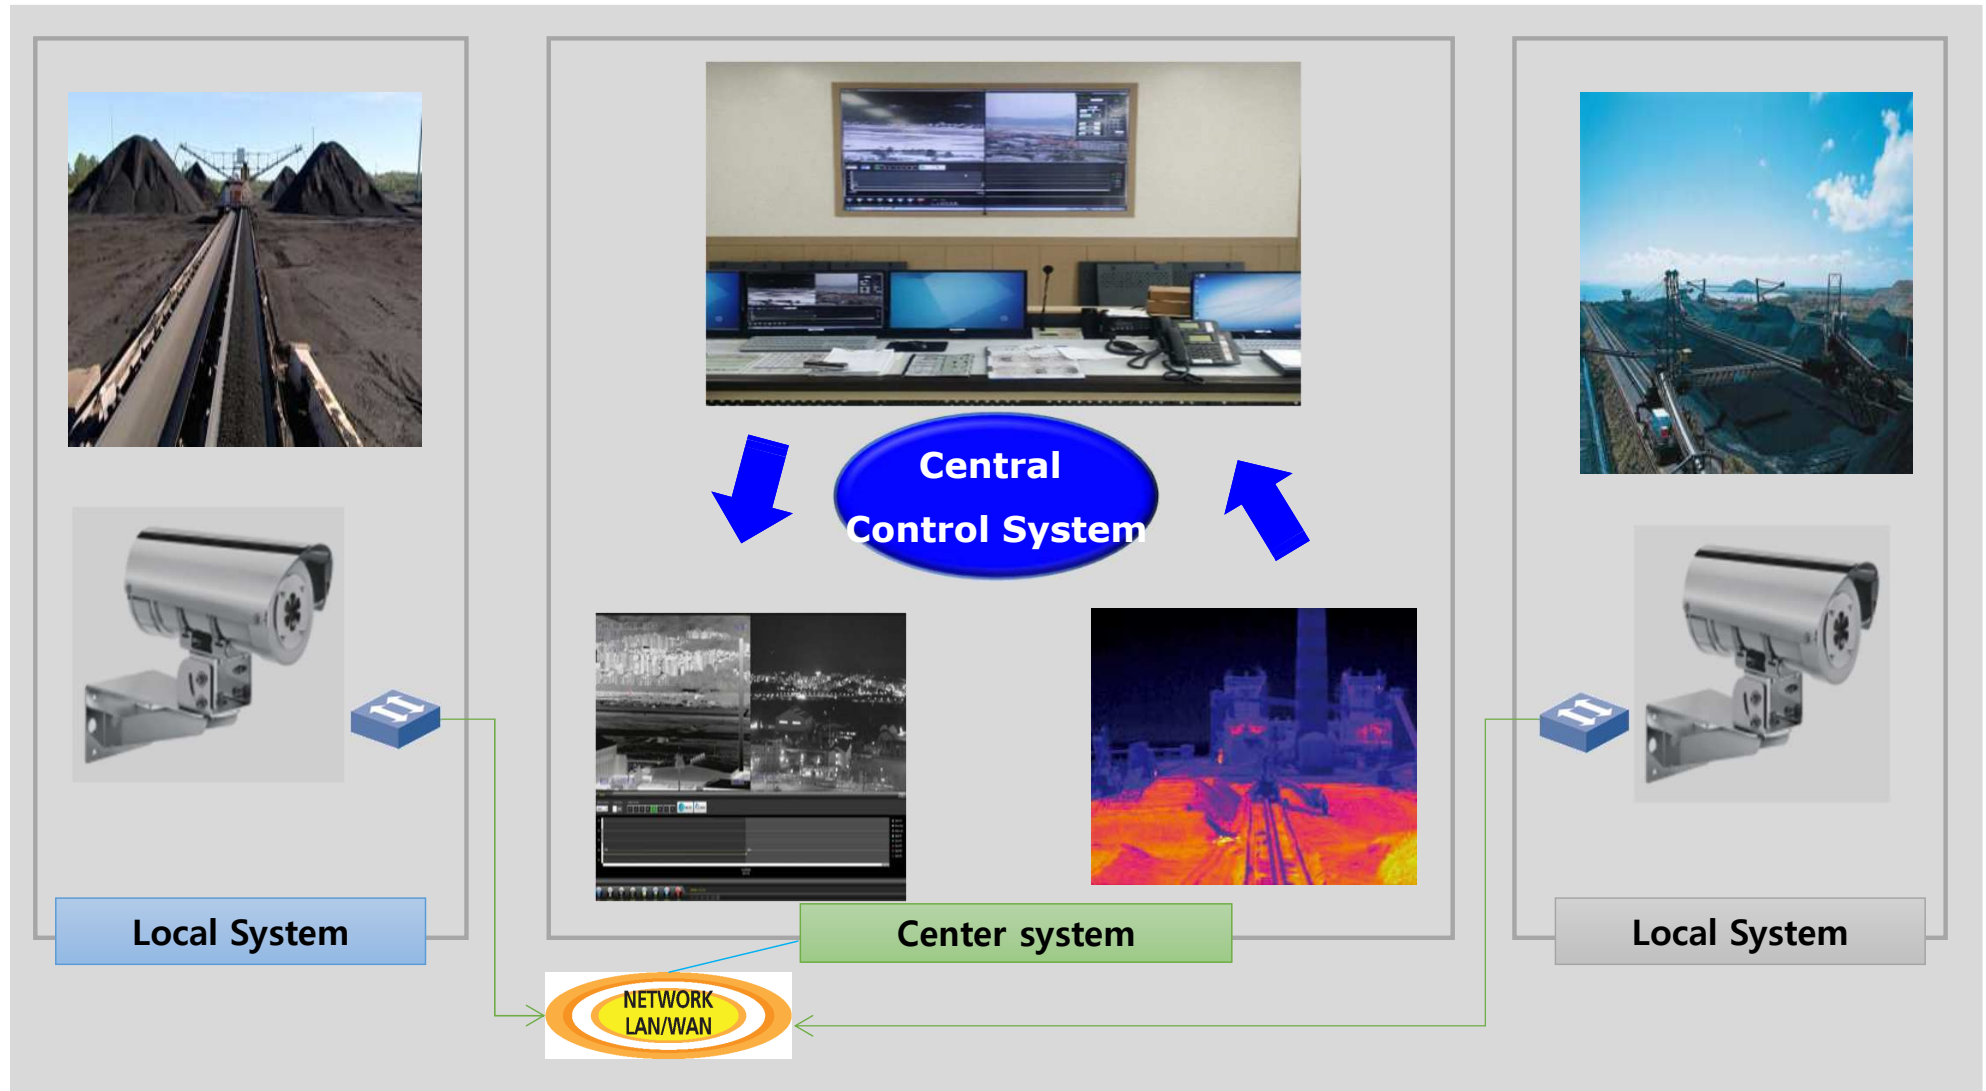 Central
Control System
Local System
Center system
Local System
NETWORK
LAN/WAN